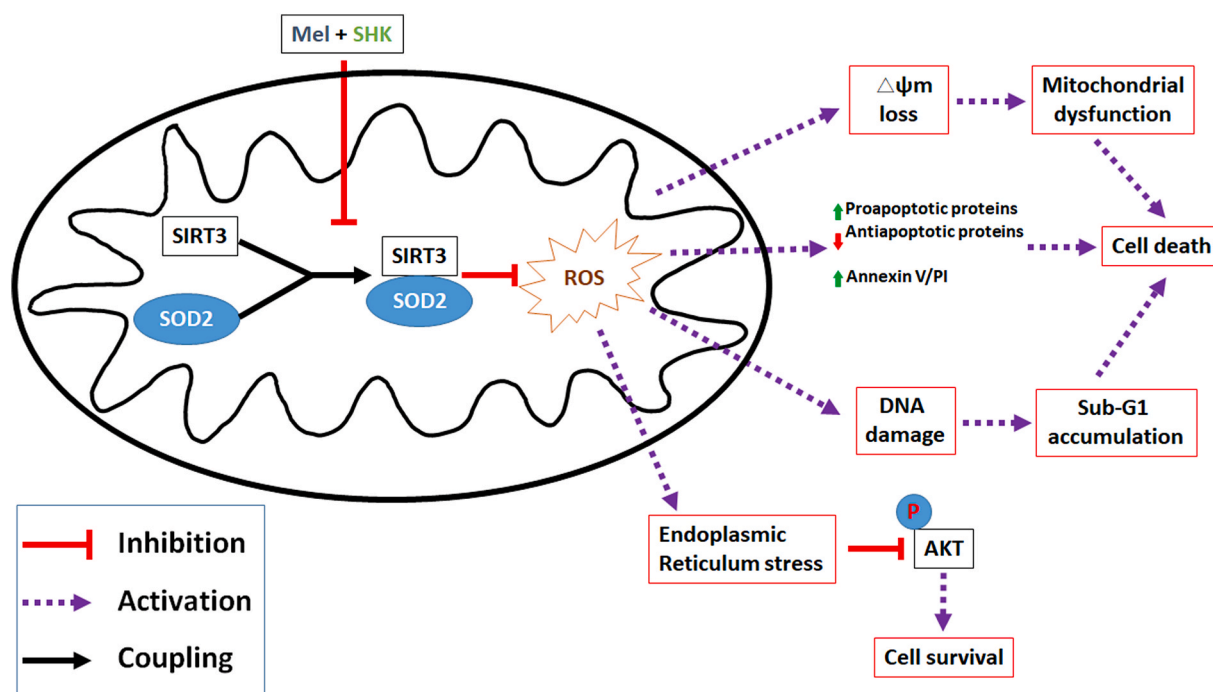 Mel + SHK
△ψm
loss
Mitochondrial
dysfunction
SIRT3
SOD2
SIRT3
SOD2
ROS
Proapoptotic proteins
Antiapoptotic proteins
Annexin V/PI
Cell death
DNA
damage
Sub-G1
accumulation
Endoplasmic
Reticulum stress
P
AKT
Cell survival
Inhibition
Activation
Coupling